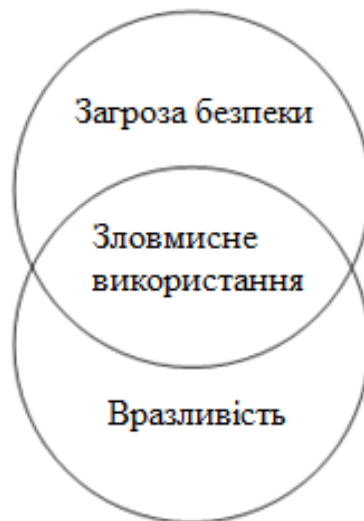 Загроза безпеки
Зловмисне
використання
Вразливість